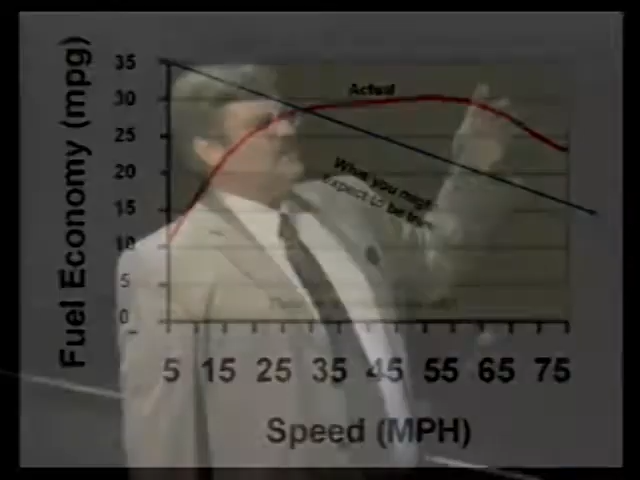 Fuel Economy (mpg)
35
30
25
20
15
10
5
0
Actual
What you might
Expect to be
5 15 25 35 45 55 65 75
Speed (MPH)